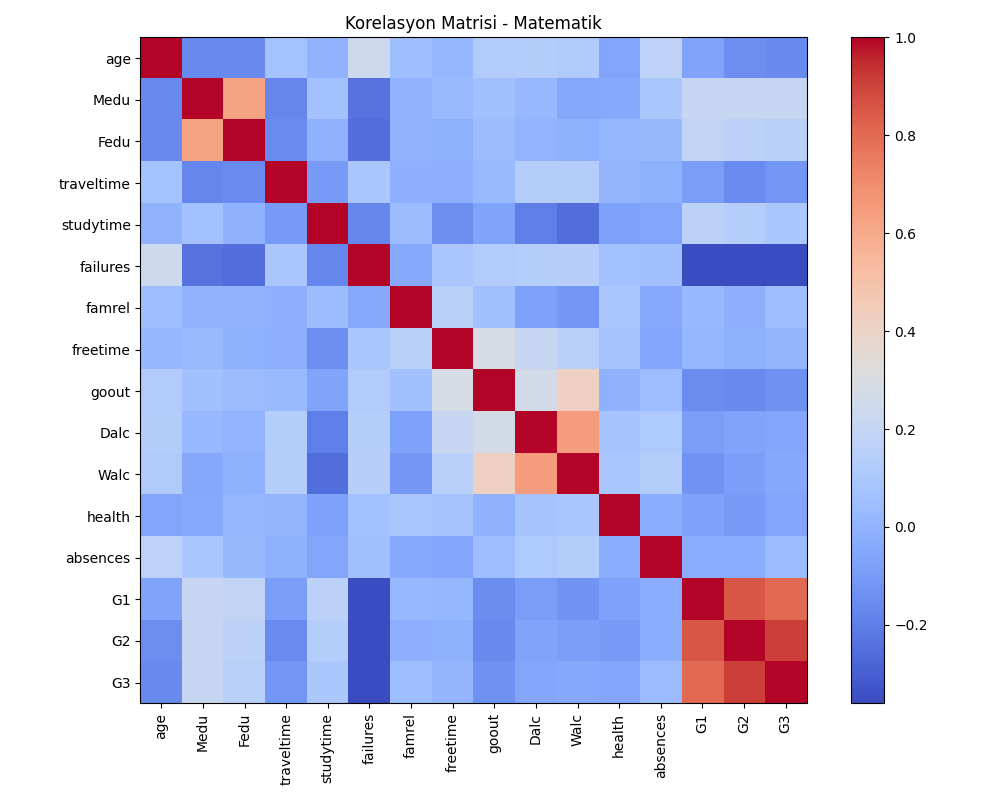 Korelasyon Matrisi - Matematik
age
Medu
Fedu
traveltime
studytime
failures
famrel
freetime
goout
Dalc
Walc
health
absences
G1
G2
G3
age
Medu
Fedu
traveltime
studytime
failures
famrel
freetime
goout
Dalc
Walc
health
absences
G1
G2
G3
1.0
0.8
0.6
0.4
0.2
0.0
−0.2